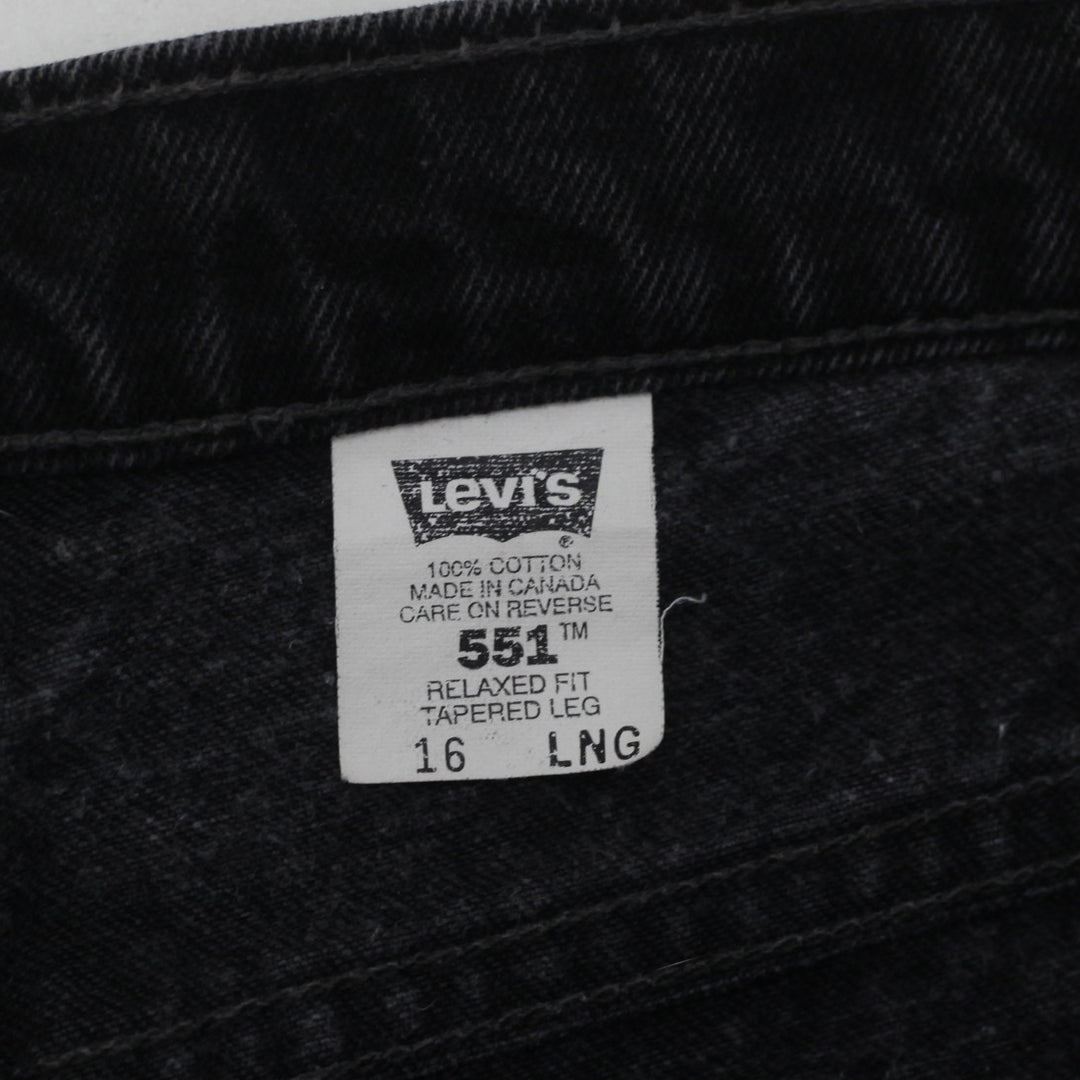 Levi's
®
100% COTTON
MADE IN CANADA
CARE ON REVERSE
551™
RELAXED FIT
TAPERED LEG
16 LNG